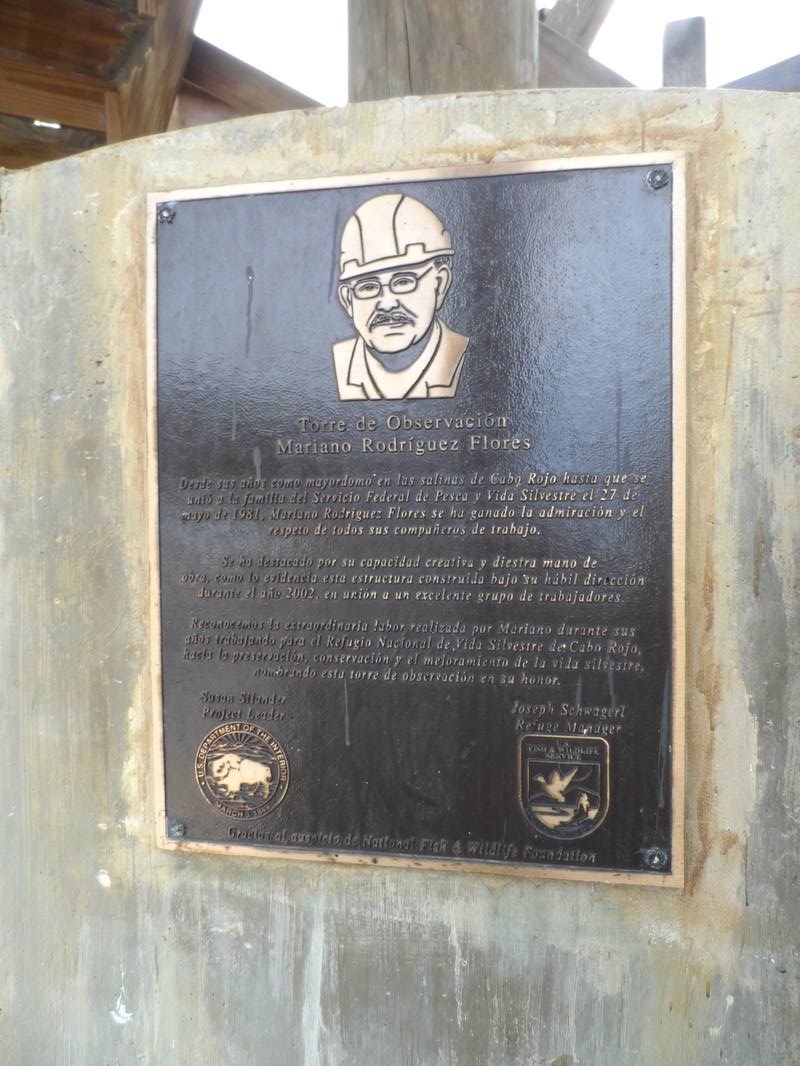 Torre de Observación
Mariano Rodríguez Flores
Desde sus años como mayordomo en las salinas de Cabo Rojo hasta que se
unió a la familia del Servicio Federal de Pesca y Vida Silvestre el 27 de
mayo de 1981, Mariano Rodríguez Flores se ha ganado la admiración y el
respeto de todos sus compañeros de trabajo.
Se ha destacado por su capacidad creativa y diestra mano de
obra, como lo evidencia esta estructura construida bajo su hábil dirección
durante el año 2002, en unión a un excelente grupo de trabajadores.
Reconocemos la extraordinaria labor realizada por Mariano durante sus
años trabajando para el Refugio Nacional de Vida Silvestre de Cabo Rojo,
hacia la preservación, conservación y el mejoramiento de la vida silvestre,
nombrando esta torre de observación en su honor.
Susan Silander
Project Leader
Joseph Schwagerl
Refuge Manager
U.S. DEPARTMENT OF THE INTERIOR
MARCH 3, 1849
U.S.
FISH & WILDLIFE
SERVICE
Gracias al auspicio de National Fish & Wildlife Foundation